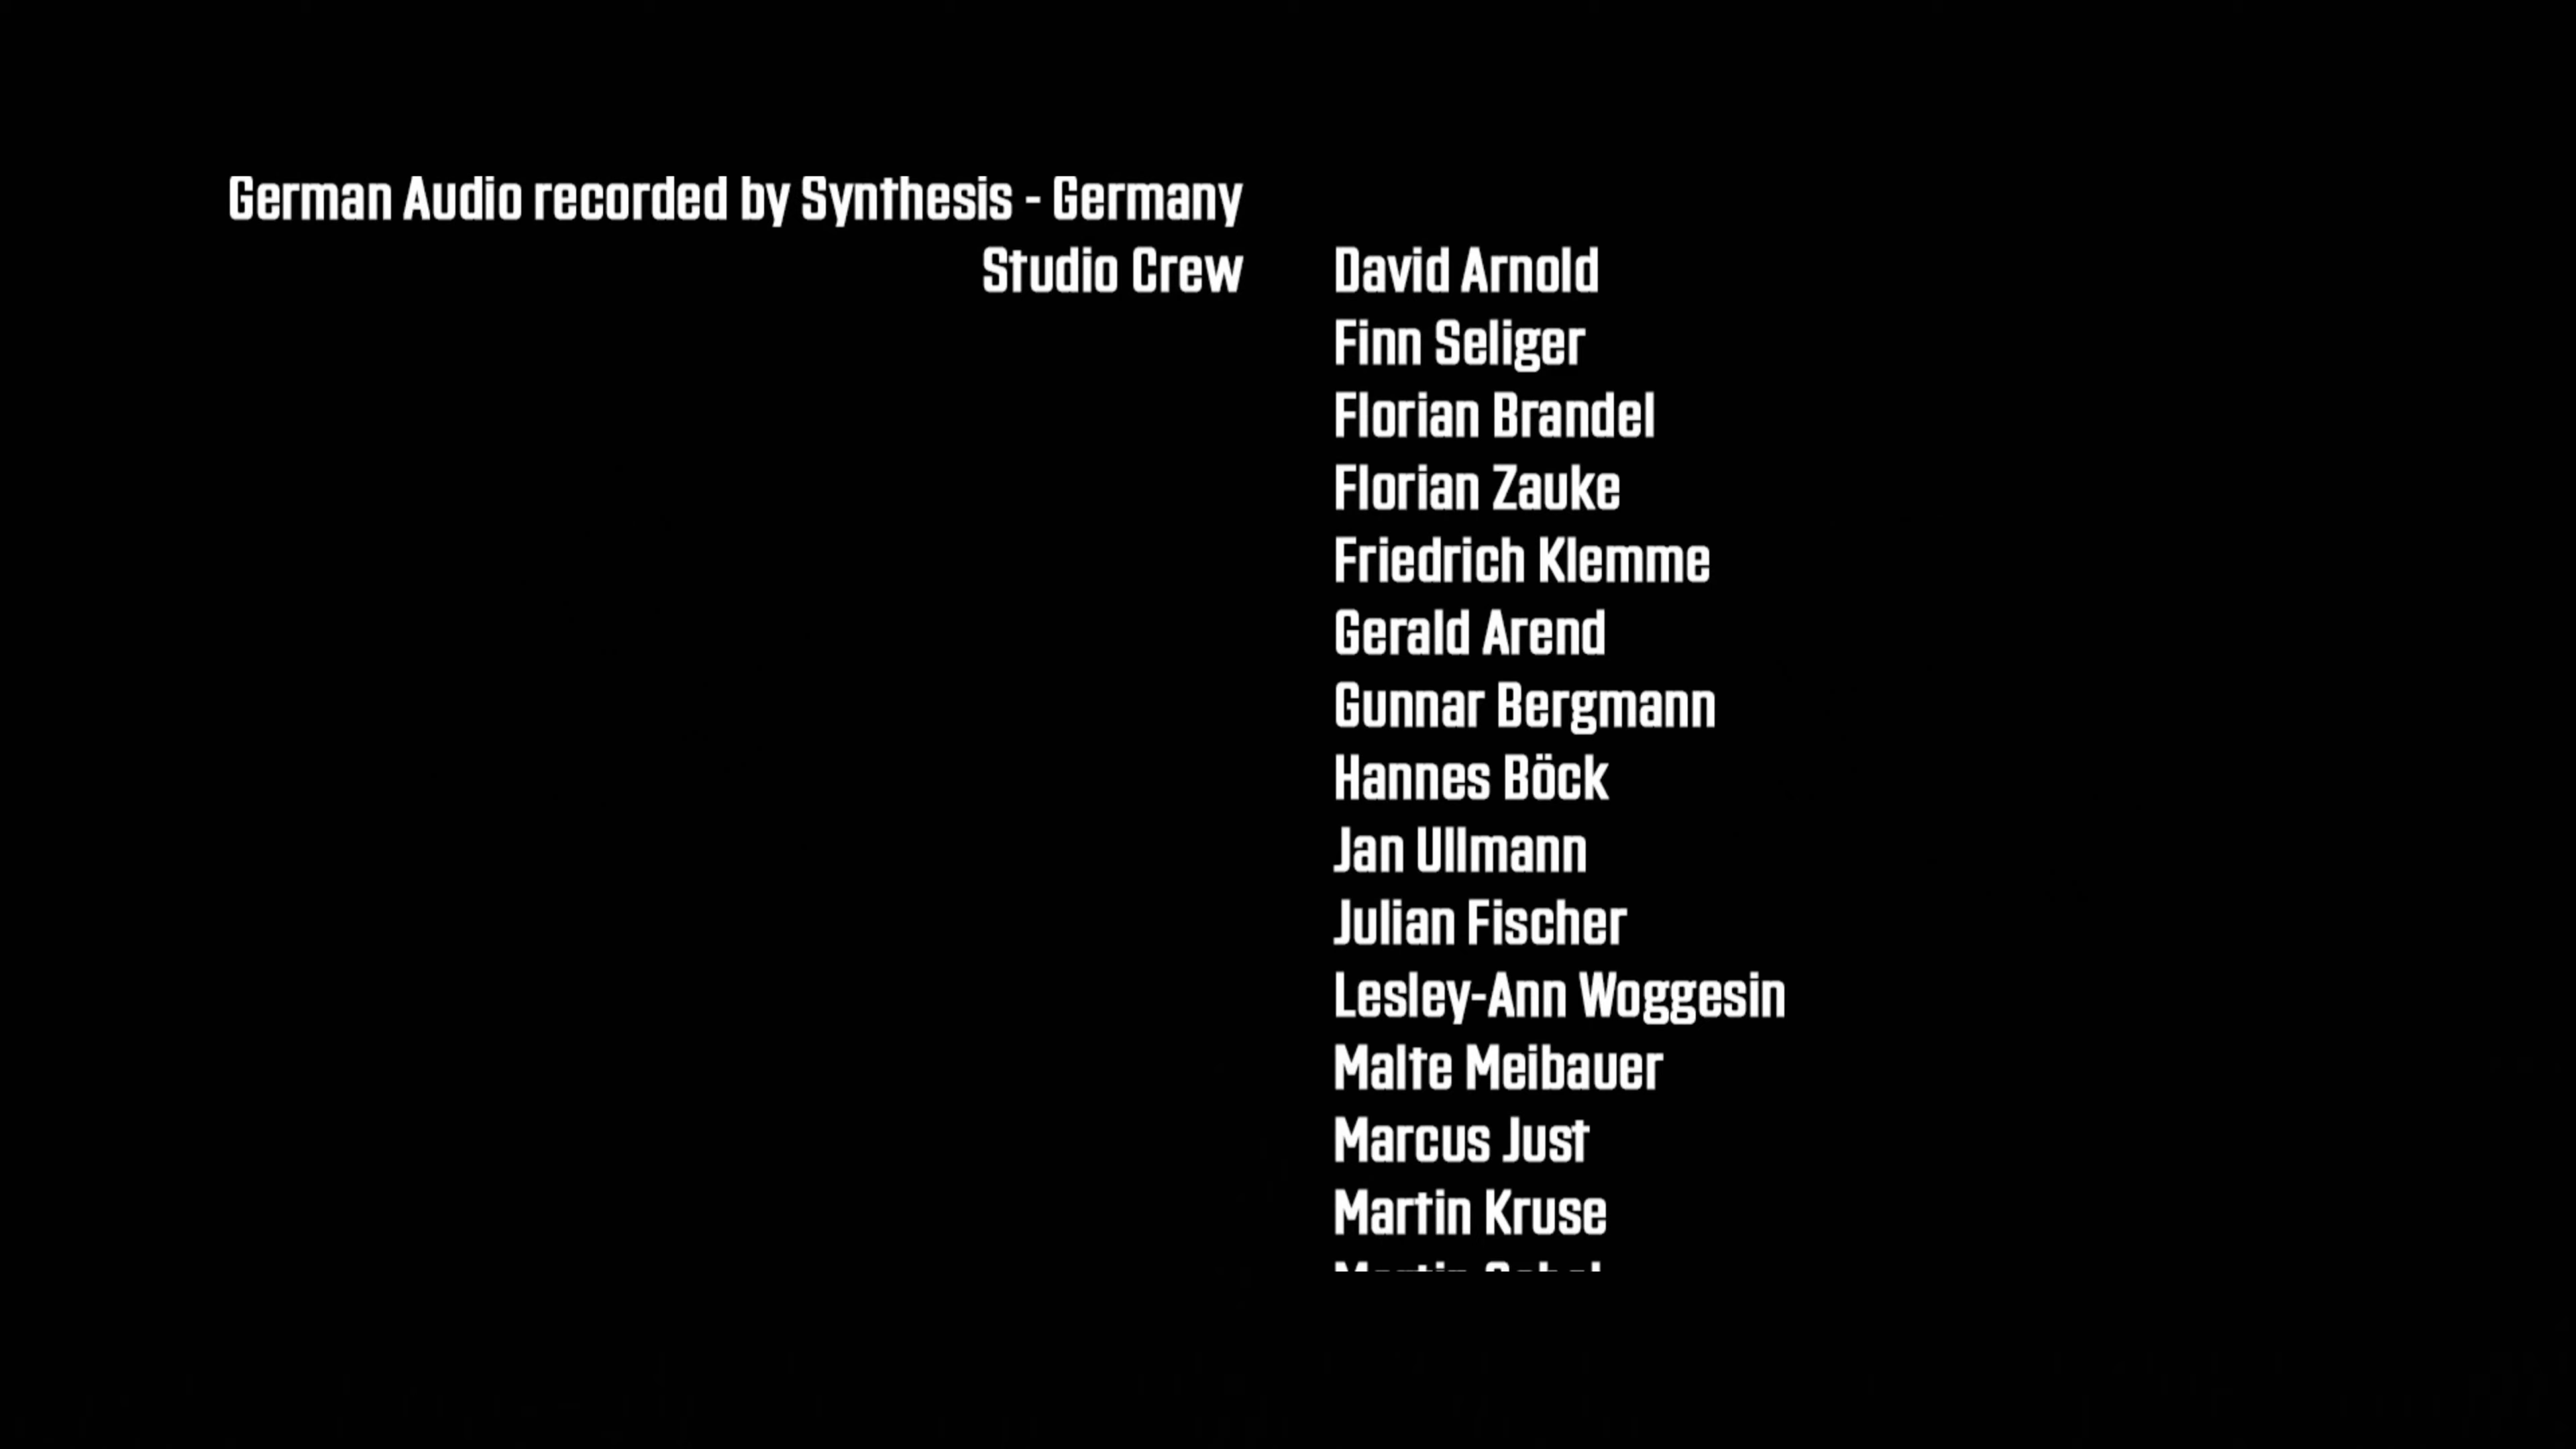 German Audio recorded by Synthesis - Germany
Studio Crew David Arnold
Finn Seliger
Florian Brandel
Florian Zauke
Friedrich Klemme
Gerald Arend
Gunnar Bergmann
Hannes Böck
Jan Ullmann
Julian Fischer
Lesley-Ann Woggesin
Malte Meibauer
Marcus Just
Martin Kruse
Martin